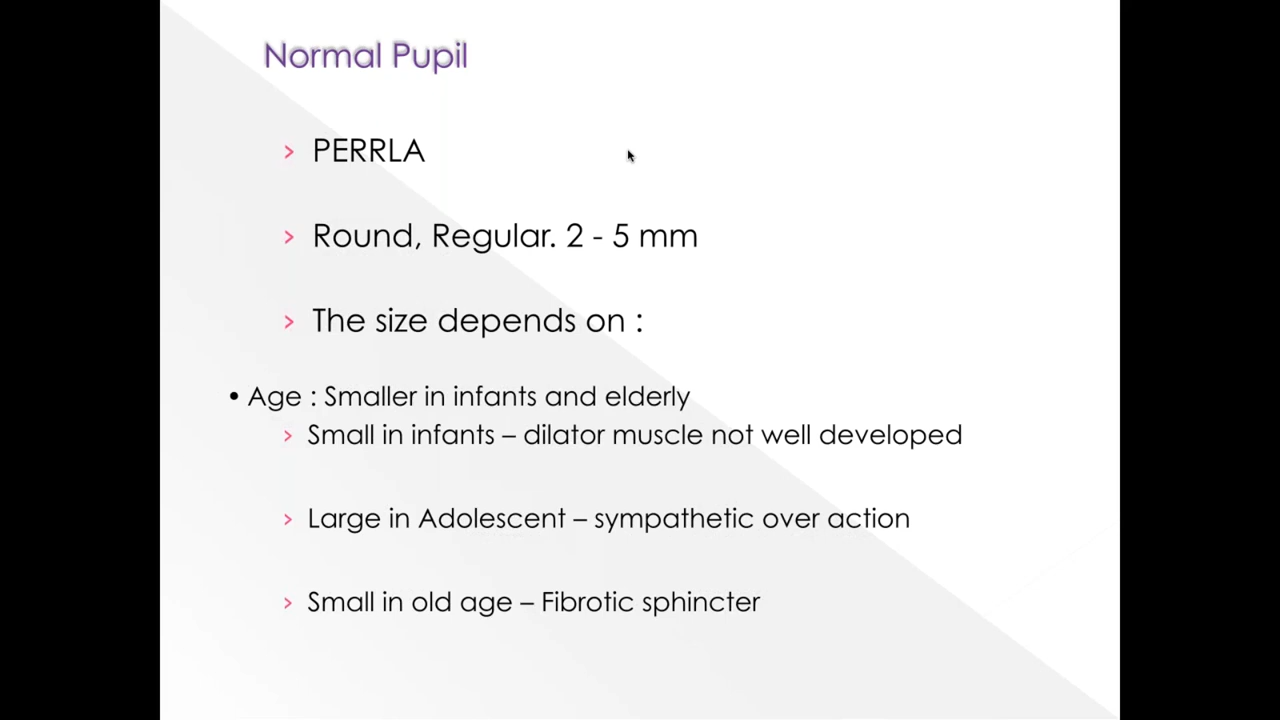 Normal Pupil
› PERRLA
› Round, Regular. 2 - 5 mm
› The size depends on :
• Age : Smaller in infants and elderly
› Small in infants – dilator muscle not well developed
› Large in Adolescent – sympathetic over action
› Small in old age – Fibrotic sphincter